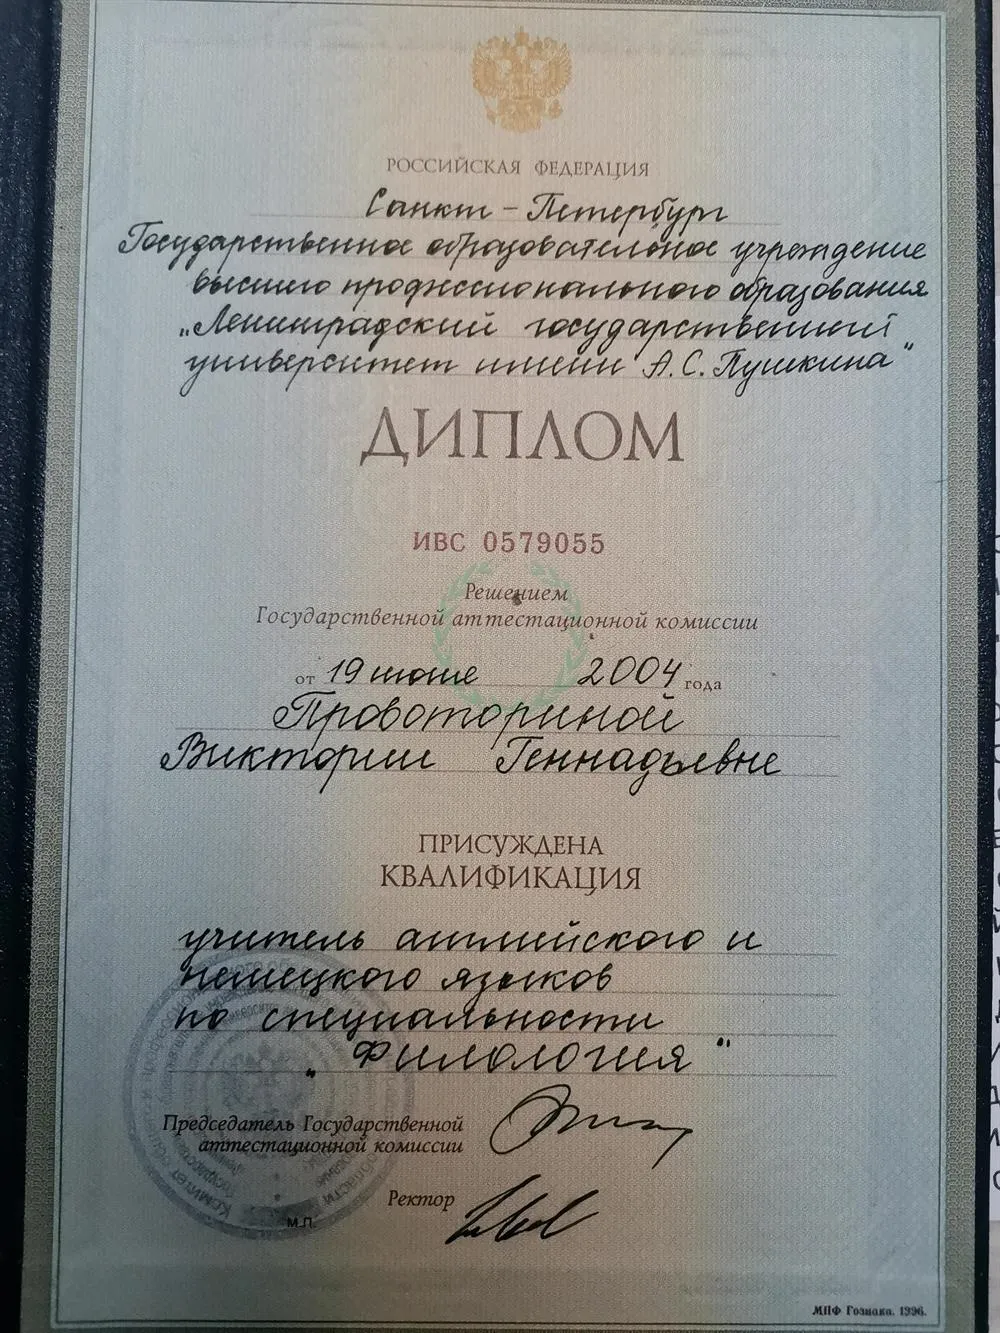 РОССИЙСКАЯ ФЕДЕРАЦИЯ
Санкт-Петербург
Государственное образовательное учреждение
высшего профессионального образования
„Ленинградский государственный
университет имени А.С. Пушкина"
ДИПЛОМ
ИВС 0579055
Решением
Государственной аттестационной комиссии
от 19 июня 2004 года
Провоториной
Виктории Геннадьевне
ПРИСУЖДЕНА
КВАЛИФИКАЦИЯ
учитель английского и
немецкого языков
по специальности
„Филология"
Председатель Государственной
аттестационной комиссии
Ректор
М.П.
МПФ Гознака. 1996.